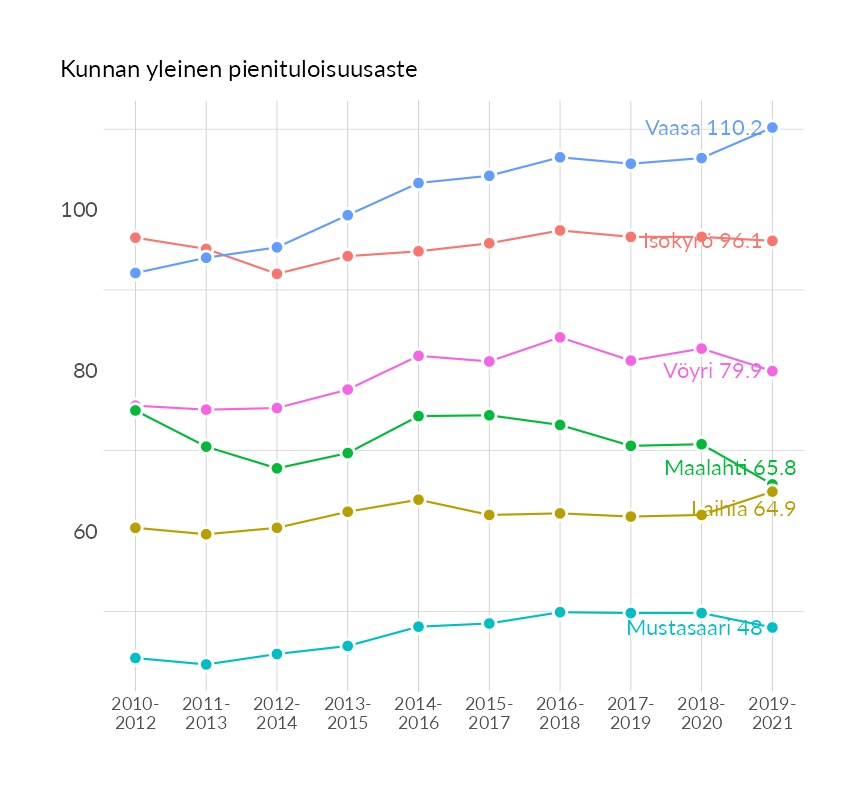 Kunnan yleinen pienituloisuusaste
Vaasa 110.2
100
Isokyrö 96.1
80
Vöyri 79.9
Maalahti 65.8
Laihia 64.9
60
Mustasaari 48
2010- 2011- 2012- 2013- 2014- 2015- 2016- 2017- 2018- 2019-
2012 2013 2014 2015 2016 2017 2018 2019 2020 2021